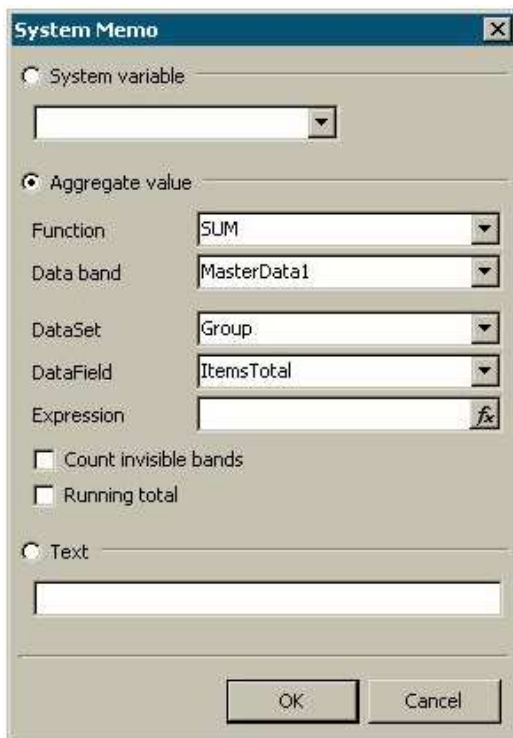 System Memo
System variable
Aggregate value
Function SUM
Data band MasterData1
DataSet Group
DataField ItemsTotal
Expression fx
Count invisible bands
Running total
Text
OK Cancel